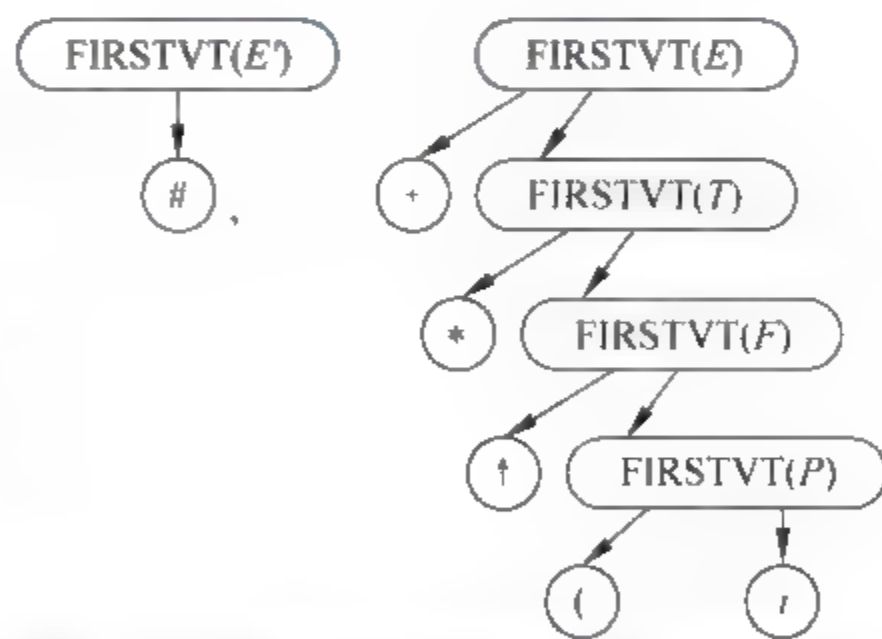 FIRSTVT(E') FIRSTVT(E)
# , + FIRSTVT(T)
* FIRSTVT(F)
↑ FIRSTVT(P)
( i